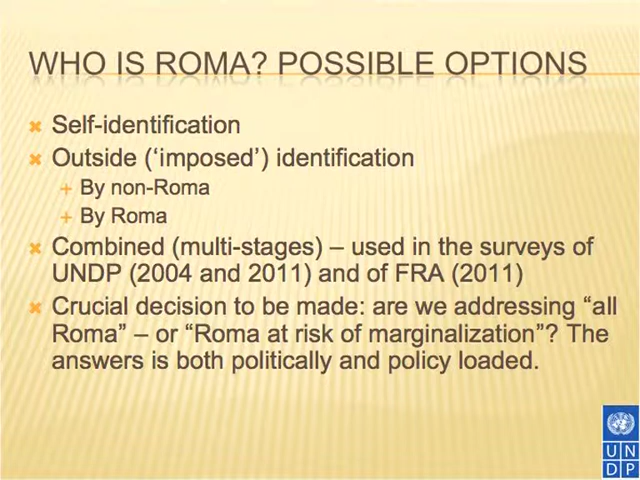 WHO IS ROMA? POSSIBLE OPTIONS
Self-identification
Outside (‘imposed’) identification
By non-Roma
By Roma
Combined (multi-stages) – used in the surveys of
UNDP (2004 and 2011) and of FRA (2011)
Crucial decision to be made: are we addressing “all
Roma” – or “Roma at risk of marginalization”? The
answers is both politically and policy loaded.
U N
D P